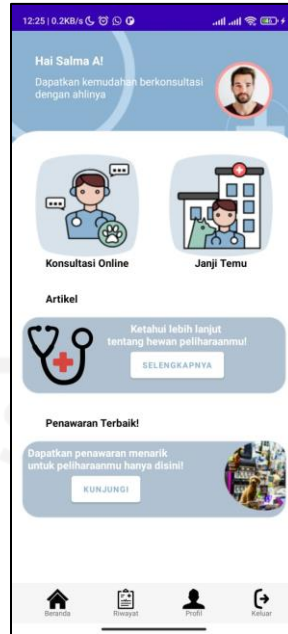 12:25 | 0.2KB/s
Hai Salma A!
Dapatkan kemudahan berkonsultasi
dengan ahlinya
Konsultasi Online
Janji Temu
Artikel
Ketahui lebih lanjut
tentang hewan peliharaanmu!
SELENGKAPNYA
Penawaran Terbaik!
Dapatkan penawaran menarik
untuk peliharaanmu hanya disini!
KUNJUNGI
Beranda
Riwayat
Profil
Keluar